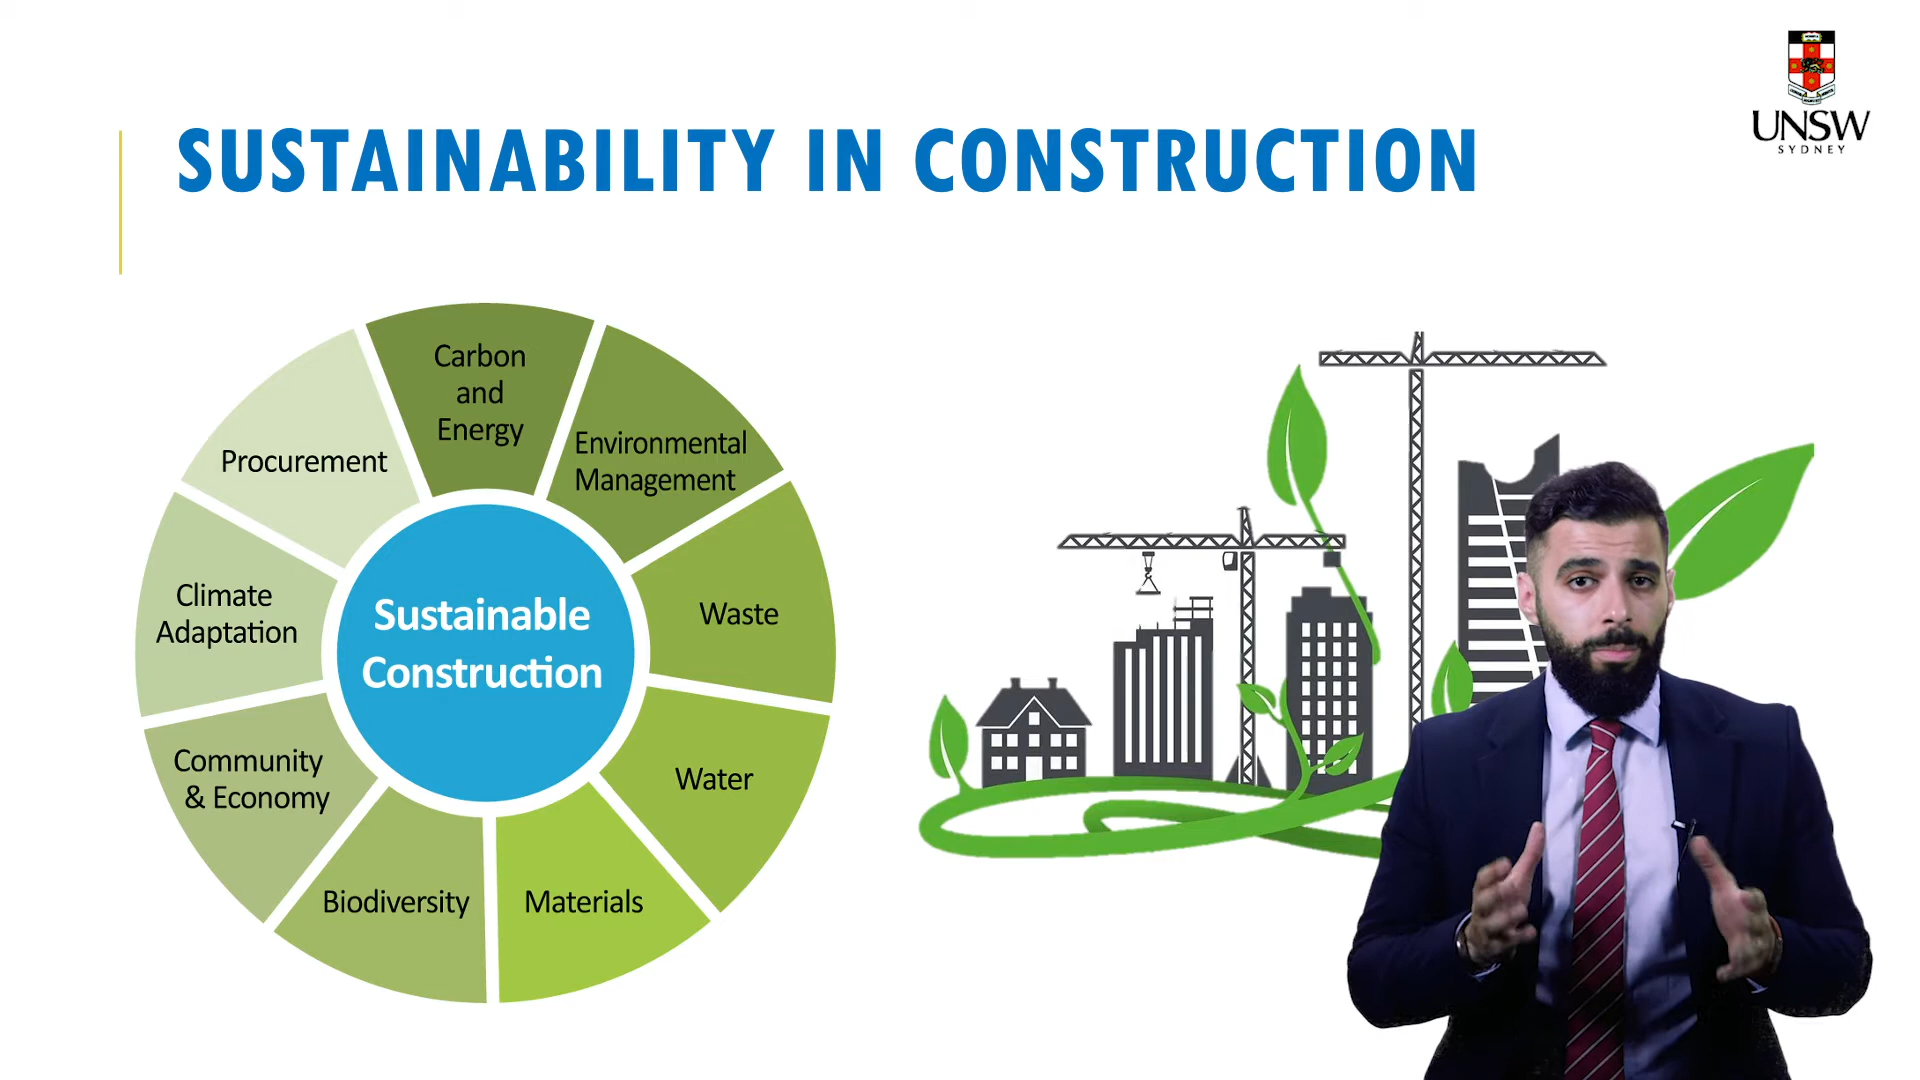 SUSTAINABILITY IN CONSTRUCTION
UNSW
SYDNEY
Carbon
and
Energy
Environmental
Management
Waste
Water
Materials
Biodiversity
Community
& Economy
Climate
Adaptation
Procurement
Sustainable
Construction